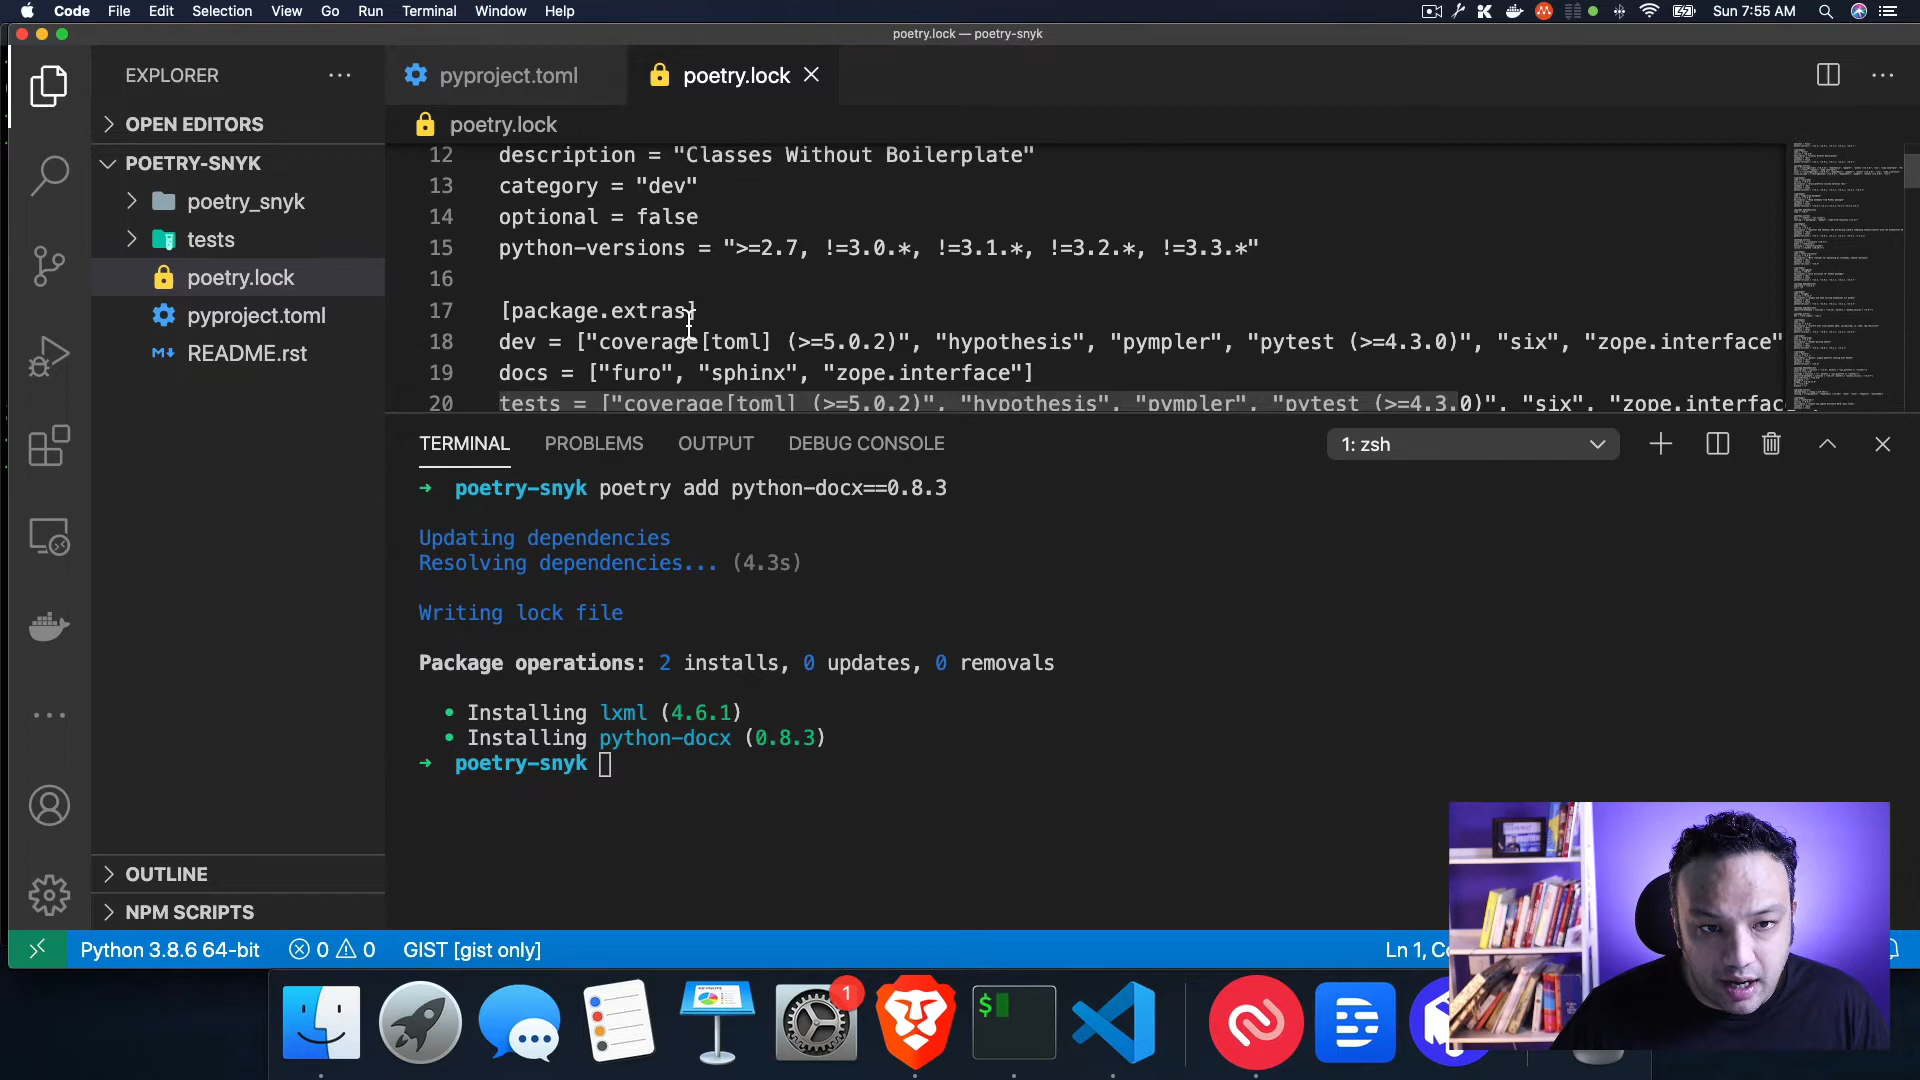 Code File Edit Selection View Go Run Terminal Window Help
Sun 7:55 AM
poetry.lock — poetry-snyk
EXPLORER
pyproject.toml
poetry.lock
OPEN EDITORS
poetry.lock
POETRY-SNYK
poetry_snyk
tests
poetry.lock
pyproject.toml
README.rst
12 description = "Classes Without Boilerplate"
13 category = "dev"
14 optional = false
15 python-versions = ">=2.7, !=3.0.*, !=3.1.*, !=3.2.*, !=3.3.*"
16
17 [package.extras]
18 dev = ["coverage[toml] (>=5.0.2)", "hypothesis", "pympler", "pytest (>=4.3.0)", "six", "zope.interface"
19 docs = ["furo", "sphinx", "zope.interface"]
20 tests = ["coverage[toml] (>=5.0.2)", "hypothesis", "pympler", "pytest (>=4.3.0)", "six", "zope.interfac
TERMINAL PROBLEMS OUTPUT DEBUG CONSOLE
1: zsh
→ poetry-snyk poetry add python-docx==0.8.3
Updating dependencies
Resolving dependencies... (4.3s)
Writing lock file
Package operations: 2 installs, 0 updates, 0 removals
• Installing lxml (4.6.1)
• Installing python-docx (0.8.3)
→ poetry-snyk
OUTLINE
NPM SCRIPTS
Python 3.8.6 64-bit
0 0
GIST [gist only]
Ln 1, Co
KEYNOTE
1
$